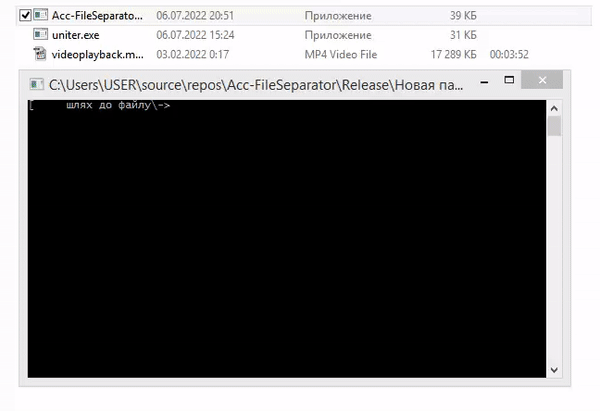 Acc-FileSeparato... 06.07.2022 20:51 Приложение 39 КБ
uniter.exe 06.07.2022 15:24 Приложение 31 КБ
videoplayback.m... 03.02.2022 0:17 MP4 Video File 17 289 КБ 00:03:52
C:\Users\USER\source\repos\Acc-FileSeparator\Release\Новая па...
[ шлях до файлу\->